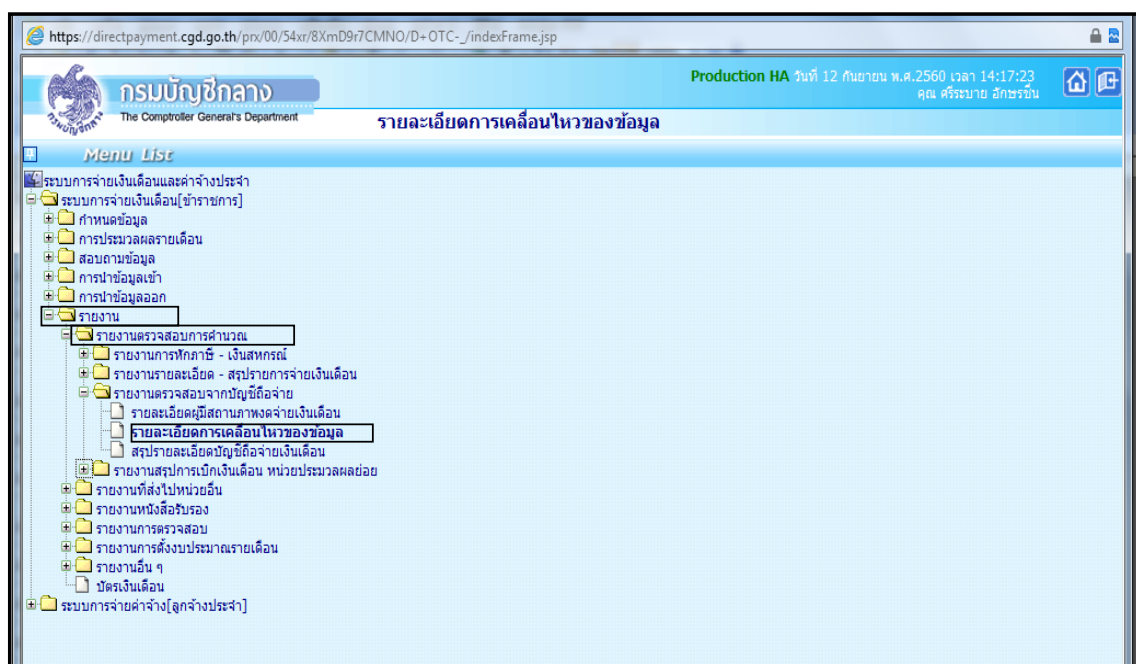 https://directpayment.cgd.go.th/prx/00/54xr/8XmD9r7CMNO/D+OTC-_/indexFrame.jsp
กรมบัญชีกลาง
The Comptroller General's Department
Production HA วันที่ 12 กันยายน พ.ศ.2560 เวลา 14:17:23
คุณ ศรีระบาย อักษรชื่น
รายละเอียดการเคลื่อนไหวของข้อมูล
Menu List
ระบบการจ่ายเงินเดือนและค่าจ้างประจำ
ระบบการจ่ายเงินเดือน[ข้าราชการ]
กำหนดข้อมูล
การประมวลผลรายเดือน
สอบถามข้อมูล
การนำข้อมูลเข้า
การนำข้อมูลออก
รายงาน
รายงานตรวจสอบการคำนวณ
รายงานการหักภาษี - เงินสหกรณ์
รายงานรายละเอียด - สรุปรายการจ่ายเงินเดือน
รายงานตรวจสอบจากบัญชีถือจ่าย
รายละเอียดผู้มีสถานภาพงดจ่ายเงินเดือน
รายละเอียดการเคลื่อนไหวของข้อมูล
สรุปรายละเอียดบัญชีถือจ่ายเงินเดือน
รายงานสรุปการเบิกเงินเดือน หน่วยประมวลผลย่อย
รายงานที่ส่งไปหน่วยอื่น
รายงานหนังสือรับรอง
รายงานการตรวจสอบ
รายงานการตั้งงบประมาณรายเดือน
รายงานอื่น ๆ
บัตรเงินเดือน
ระบบการจ่ายค่าจ้าง[ลูกจ้างประจำ]